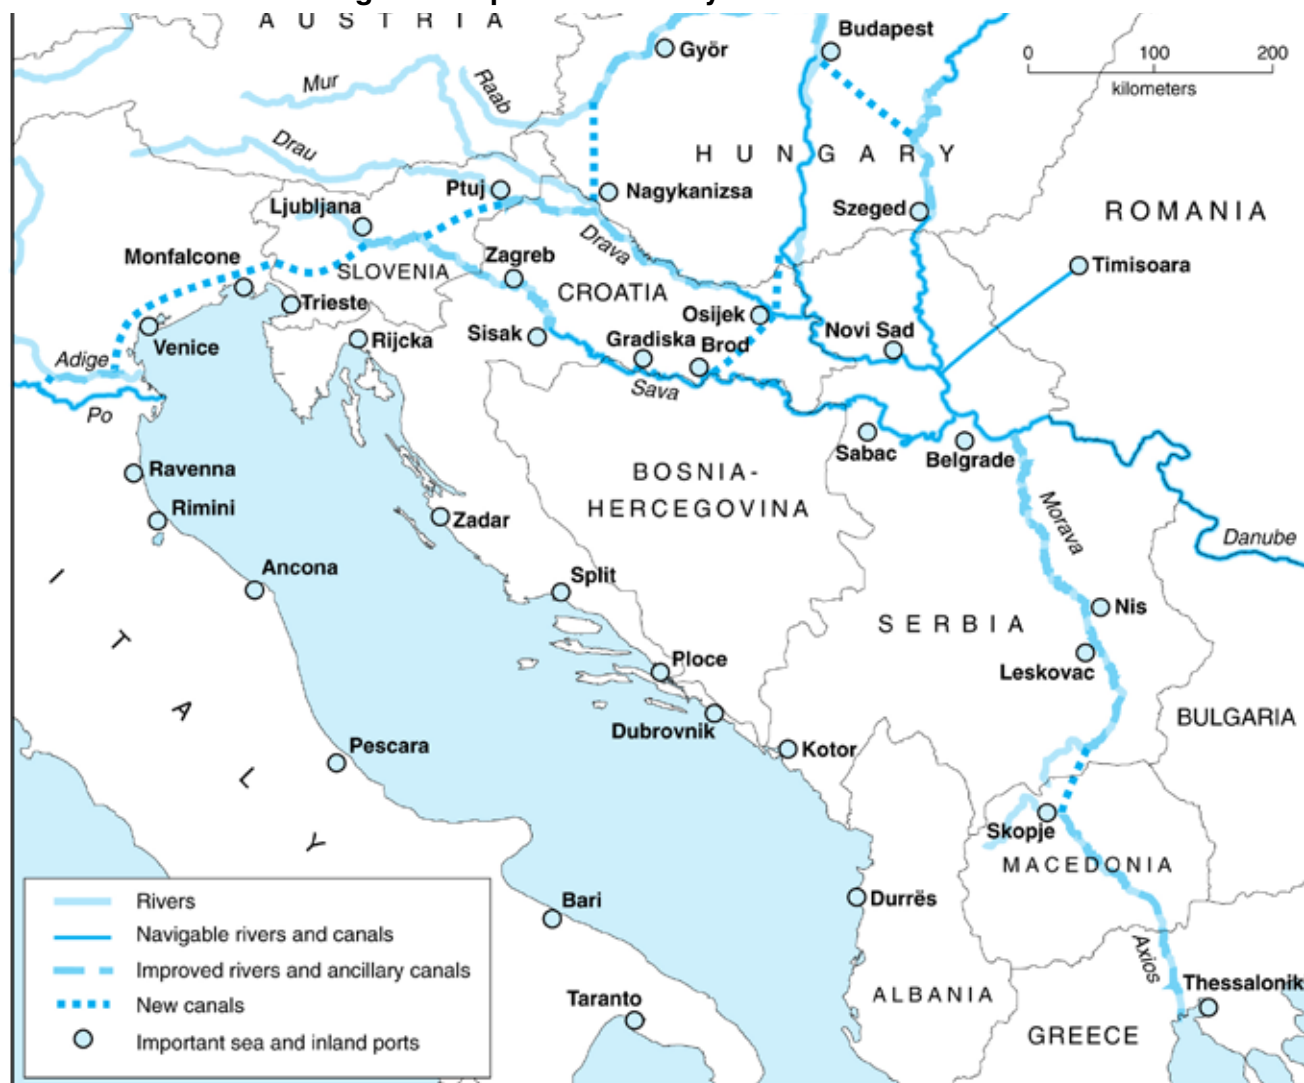 A U S T R I A
Györ
Budapest
0 100 200
kilometers
Mur
Raab
Drau
H U N G A R Y
Ptuj
Nagykanizsa
Ljubljana
Szeged
ROMANIA
Drava
Monfalcone
Zagreb
SLOVENIA
Timisoara
CROATIA
Trieste
Osijek
Novi Sad
Venice
Rijcka
Sisak
Gradiska
Brod
Adige
Sava
Po
Sabac
Belgrade
Ravenna
BOSNIA-
HERCEGOVINA
Rimini
Zadar
Morava
Danube
Ancona
Split
Nis
SERBIA
Leskovac
Ploce
Dubrovnik
BULGARIA
Pescara
Kotor
I T A L Y
Skopje
MACEDONIA
Rivers
Bari
Durrës
Navigable rivers and canals
Axios
Improved rivers and ancillary canals
Thessalonik
ALBANIA
New canals
Taranto
GREECE
Important sea and inland ports